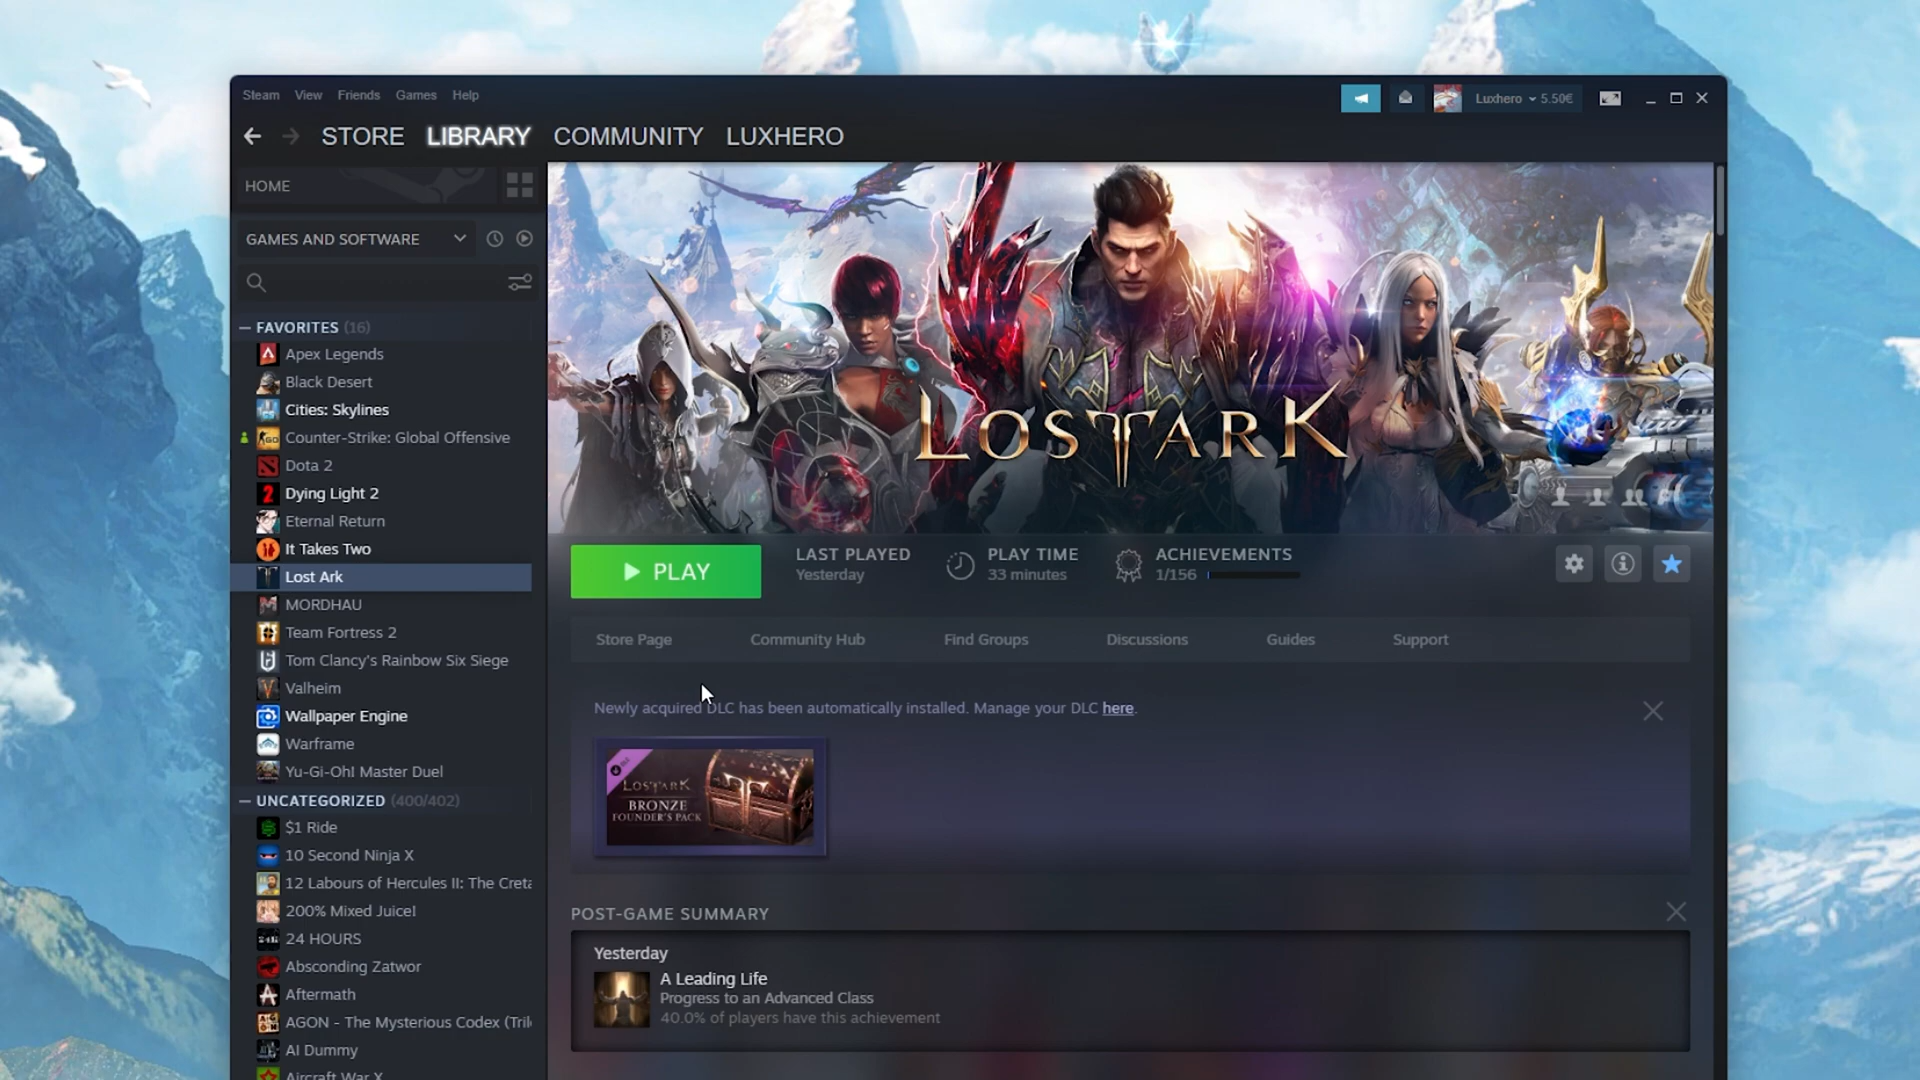 Steam View Friends Games Help
Luxhero 5.50€
STORE LIBRARY COMMUNITY LUXHERO
HOME
GAMES AND SOFTWARE
FAVORITES (16)
Apex Legends
Black Desert
Cities: Skylines
Counter-Strike: Global Offensive
Dota 2
Dying Light 2
Eternal Return
It Takes Two
Lost Ark
MORDHAU
Team Fortress 2
Tom Clancy's Rainbow Six Siege
Valheim
Wallpaper Engine
Warframe
Yu-Gi-Oh! Master Duel
UNCATEGORIZED (400/402)
$1 Ride
10 Second Ninja X
12 Labours of Hercules II: The Creta
200% Mixed Juice!
24 HOURS
Absconding Zatwor
Aftermath
AGON - The Mysterious Codex (Tril
AI Dummy
Aircraft War X
LOST ARK
PLAY
LAST PLAYED
Yesterday
PLAY TIME
33 minutes
ACHIEVEMENTS
1/156
Store Page Community Hub Find Groups Discussions Guides Support
Newly acquired DLC has been automatically installed. Manage your DLC here.
LOST ARK
BRONZE
FOUNDER'S PACK
POST-GAME SUMMARY
Yesterday
A Leading Life
Progress to an Advanced Class
40.0% of players have this achievement